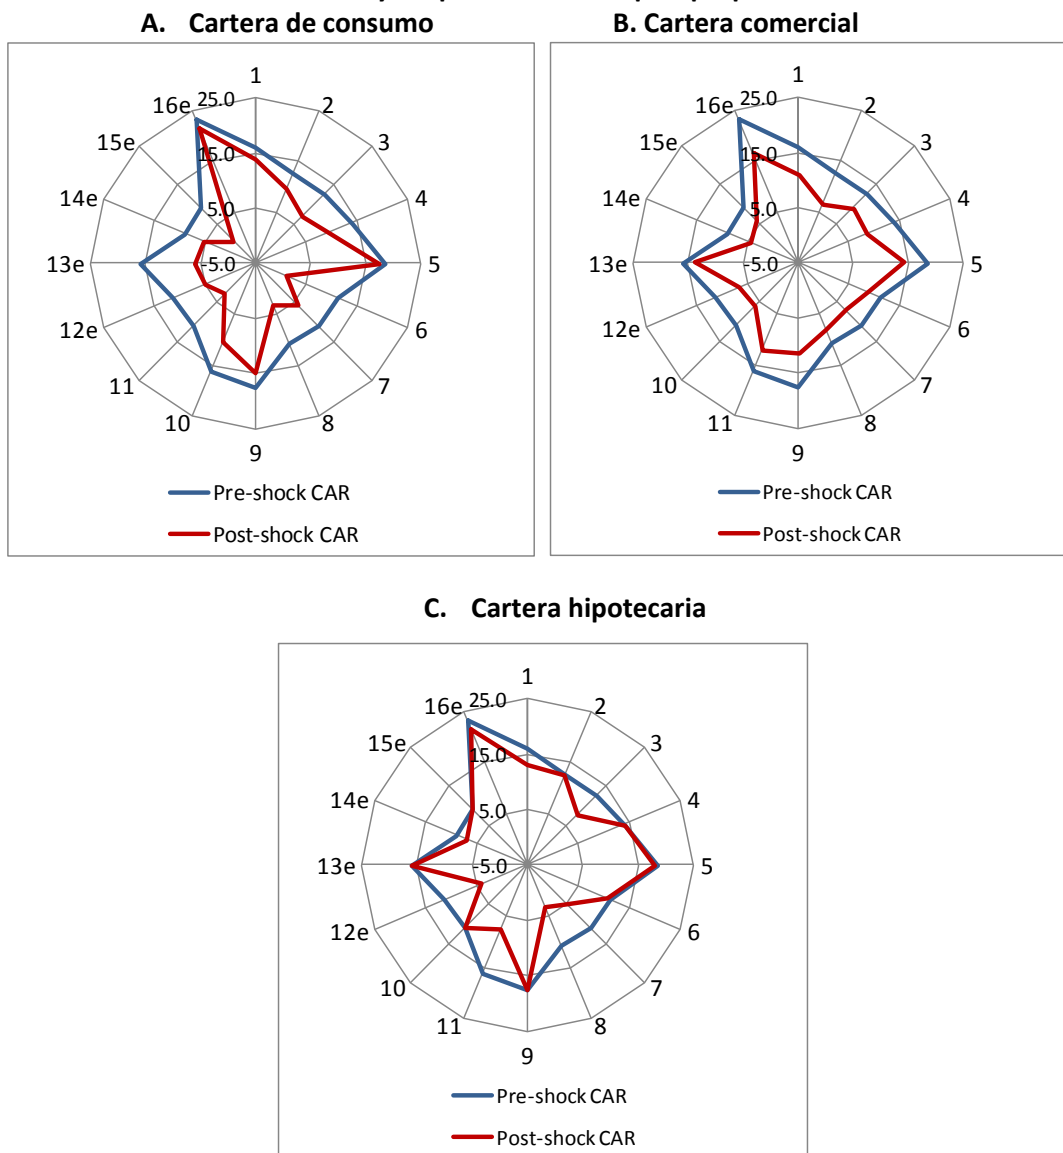 A. Cartera de consumo
B. Cartera comercial
1
2
3
4
5
6
7
8
9
10
11
12e
13e
14e
15e
16e
25.0
15.0
5.0
-5.0
Pre-shock CAR
Post-shock CAR
1
2
3
4
5
6
7
8
9
11
10
12e
13e
14e
15e
16e
25.0
15.0
5.0
-5.0
Pre-shock CAR
Post-shock CAR
C. Cartera hipotecaria
1
2
3
4
5
6
7
8
9
11
10
12e
13e
14e
15e
16e
25.0
15.0
5.0
-5.0
Pre-shock CAR
Post-shock CAR